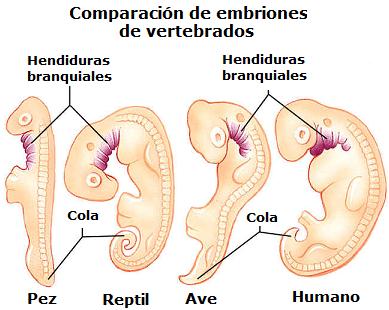 Comparación de embriones
de vertebrados
Hendiduras
branquiales
Hendiduras
branquiales
Cola
Cola
Pez
Reptil
Ave
Humano